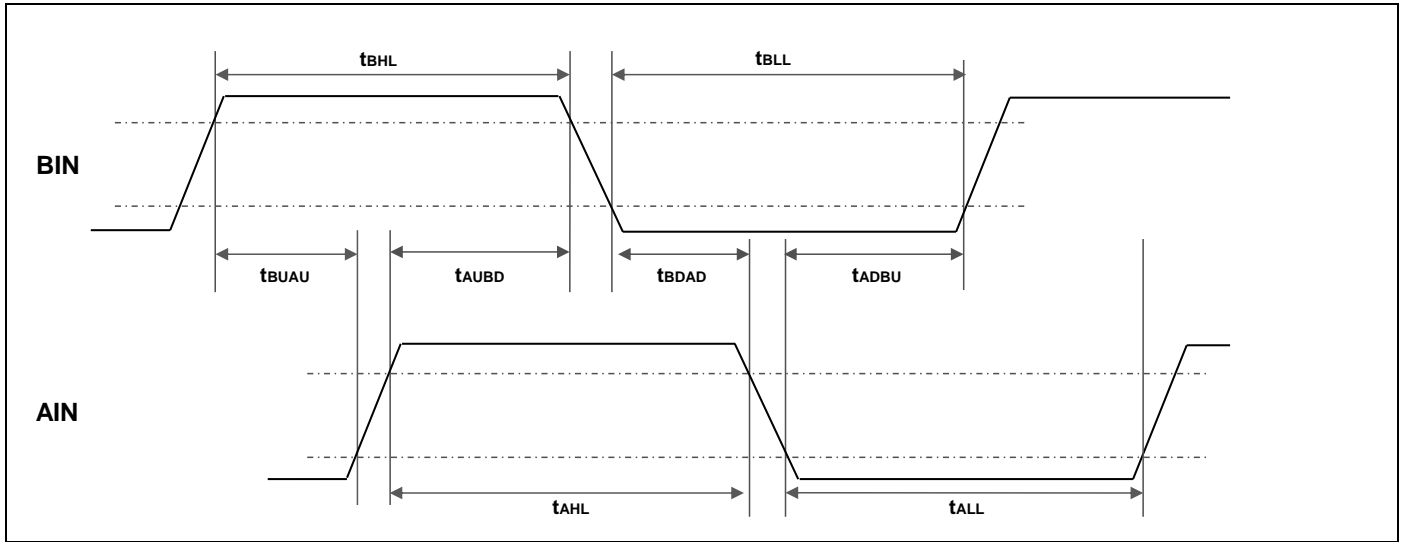 tBHL
tBLL
BIN
tBUAU
tAUBD
tBDAD
tADBU
AIN
tAHL
tALL